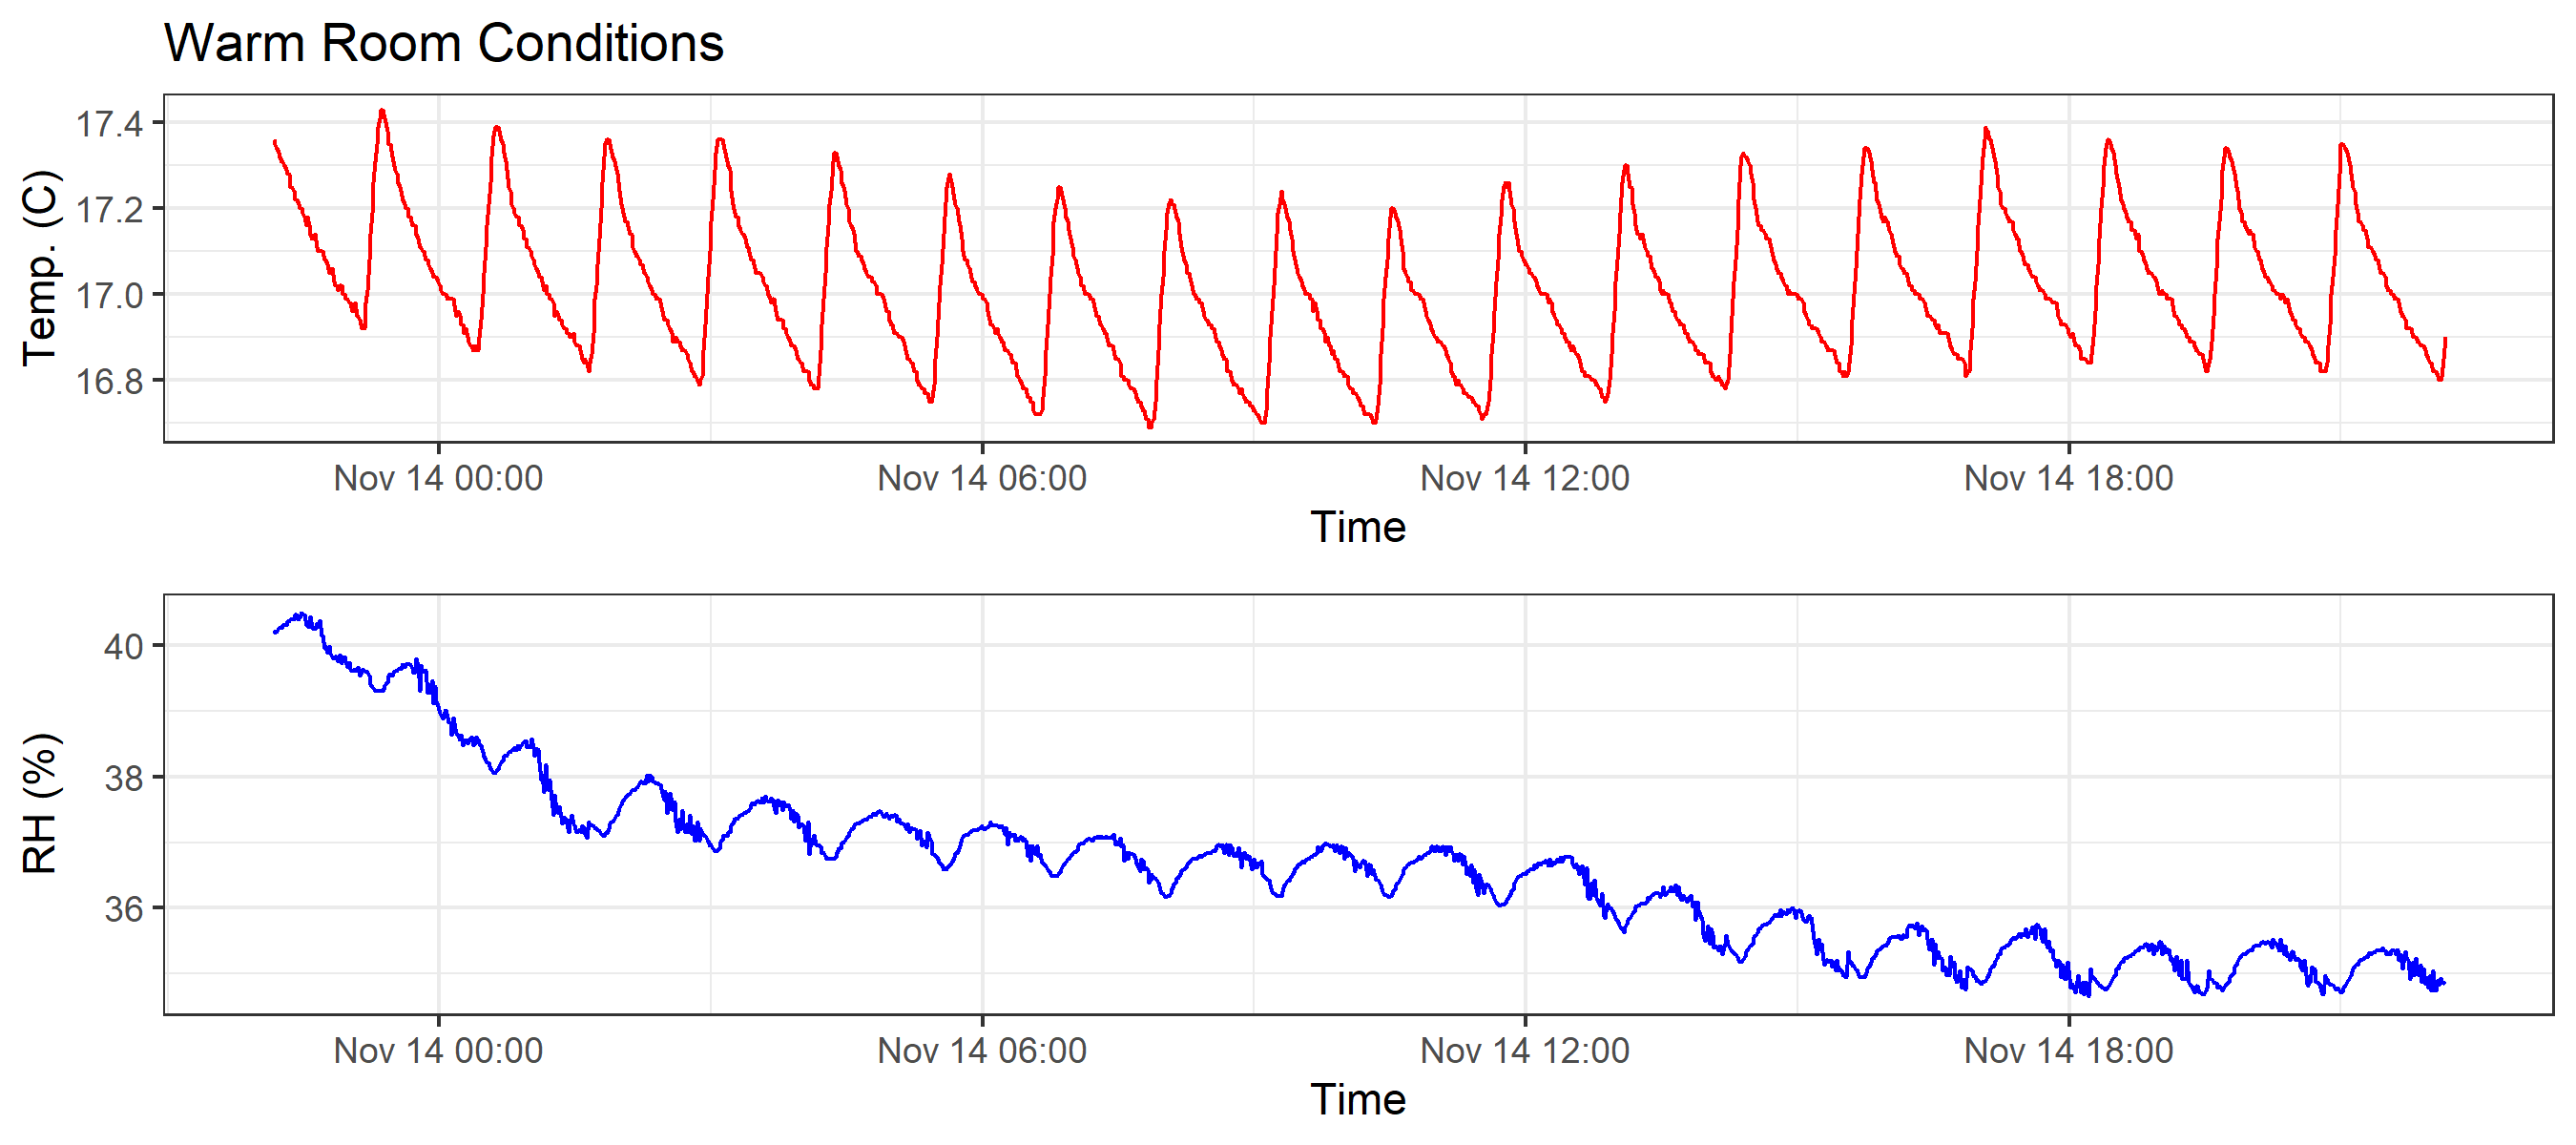 Warm Room Conditions
Temp. (C)
17.4
17.2
17.0
16.8
Nov 14 00:00 Nov 14 06:00 Nov 14 12:00 Nov 14 18:00
Time
RH (%)
40
38
36
Nov 14 00:00 Nov 14 06:00 Nov 14 12:00 Nov 14 18:00
Time